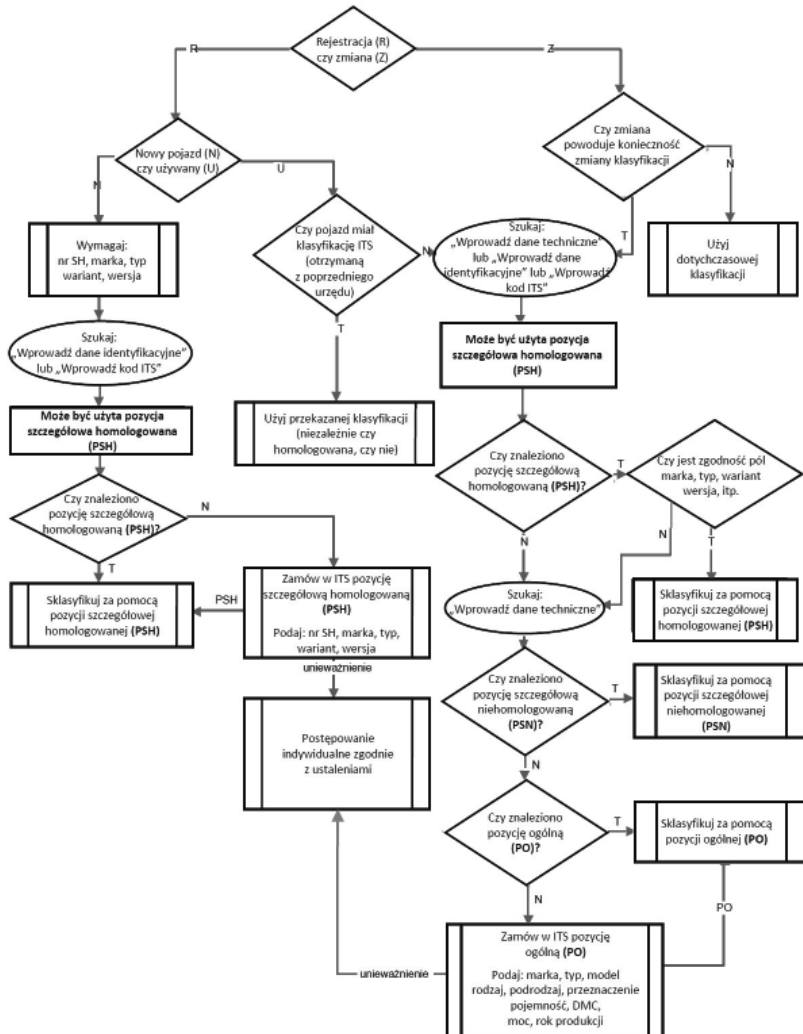 Rejestracja (R)
czy zmiana (Z)
R
Z
Nowy pojazd (N)
czy używany (U)
N
U
Czy zmiana
powoduje konieczność
zmiany klasyfikacji
N
T
Wymagaj:
nr SH, marka, typ
wariant, wersja
Czy pojazd miał
klasyfikację ITS
(otrzymaną
z poprzedniego
urzędu)
N
T
Szukaj:
„Wprowadź dane techniczne"
lub „Wprowadź dane
identyfikacyjne" lub „Wprowadź
kod ITS"
Użyj
dotychczasowej
klasyfikacji
Szukaj:
„Wprowadź dane identyfikacyjne"
lub „Wprowadź kod ITS"
Może być użyta pozycja
szczegółowa homologowana
(PSH)
Może być użyta pozycja
szczegółowa homologowana
(PSH)
Użyj przekazanej klasyfikacji
(niezależnie czy
homologowana, czy nie)
Czy znaleziono
pozycję szczegółową
homologowaną (PSH)?
T
N
Czy jest zgodność pól
marka, typ, wariant
wersja, itp.
N
T
Czy znaleziono
pozycję szczegółową
homologowaną (PSH)?
N
T
Sklasyfikuj za pomocą
pozycji szczegółowej
homologowanej (PSH)
PSH
Zamów w ITS pozycję
szczegółową homologowaną
(PSH)
Podaj: nr SH, marka, typ,
wariant, wersja
unieważnienie
Szukaj:
„Wprowadź dane techniczne"
Sklasyfikuj za pomocą
pozycji szczegółowej
homologowanej (PSH)
Czy znaleziono
pozycję szczegółową
niehomologowaną
(PSN)?
T
N
Sklasyfikuj za pomocą
pozycji szczegółowej
niehomologowanej
(PSN)
Postępowanie
indywidualne zgodnie
z ustaleniami
Czy znaleziono
pozycję ogólną
(PO)?
T
N
Sklasyfikuj za pomocą
pozycji ogólnej (PO)
PO
Zamów w ITS pozycję
ogólną (PO)
Podaj: marka, typ, model
rodzaj, podrodzaj, przeznaczenie
pojemność, DMC,
moc, rok produkcji
unieważnienie